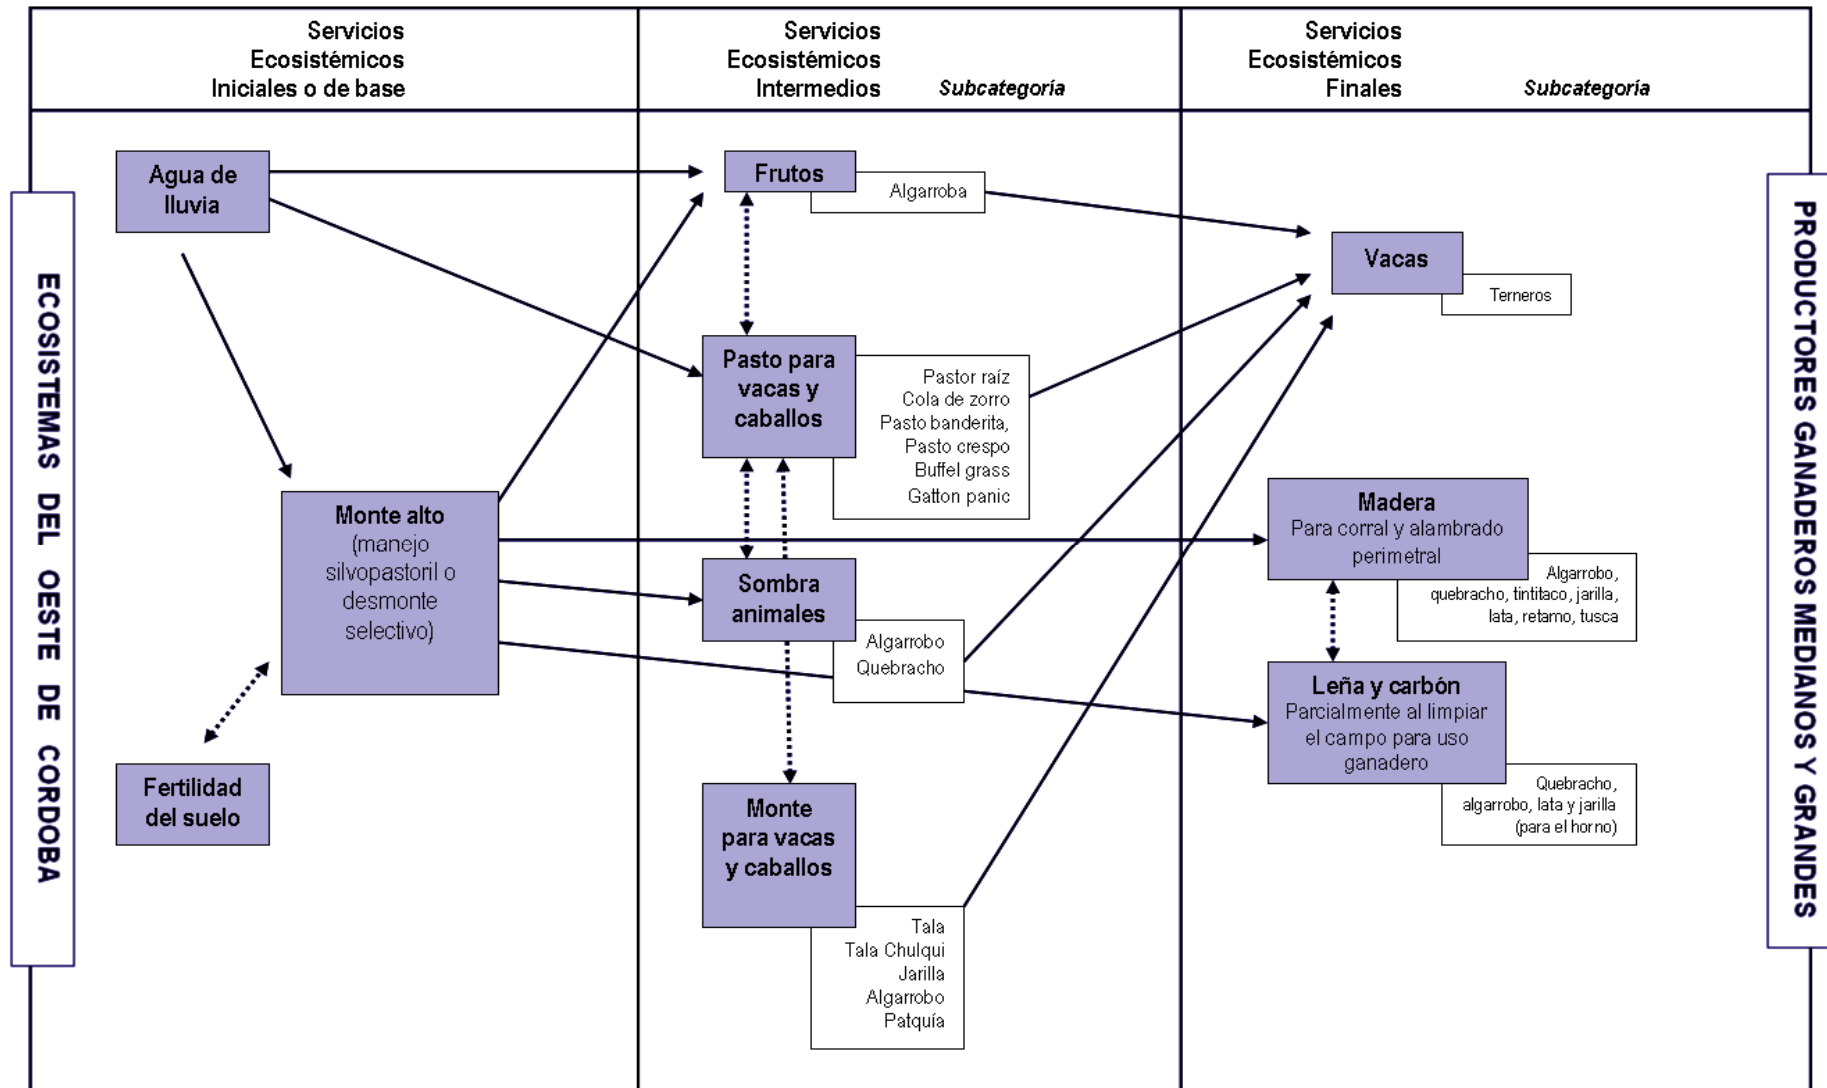 Servicios
Ecosistémicos
Iniciales o de base
Servicios
Ecosistémicos
Intermedios
Subcategoría
Servicios
Ecosistémicos
Finales
Subcategoría
ECOSISTEMAS DEL OESTE DE CORDOBA
Agua de
lluvia
Monte alto
(manejo
silvopastoril o
desmonte
selectivo)
Fertilidad
del suelo
Frutos
Algarroba
Pasto para
vacas y
caballos
Pastor raíz
Cola de zorro
Pasto banderita,
Pasto crespo
Buffel grass
Gatton panic
Sombra
animales
Algarrobo
Quebracho
Monte
para vacas
y caballos
Tala
Tala Chulqui
Jarilla
Algarrobo
Patquía
Vacas
Terneros
Madera
Para corral y alambrado
perimetral
Algarrobo,
quebracho, tintitaco, jarilla,
lata, retamo, tusca
Leña y carbón
Parcialmente al limpiar
el campo para uso
ganadero
Quebracho,
algarrobo, lata y jarilla
(para el horno)
PRODUCTORES GANADEROS MEDIANOS Y GRANDES